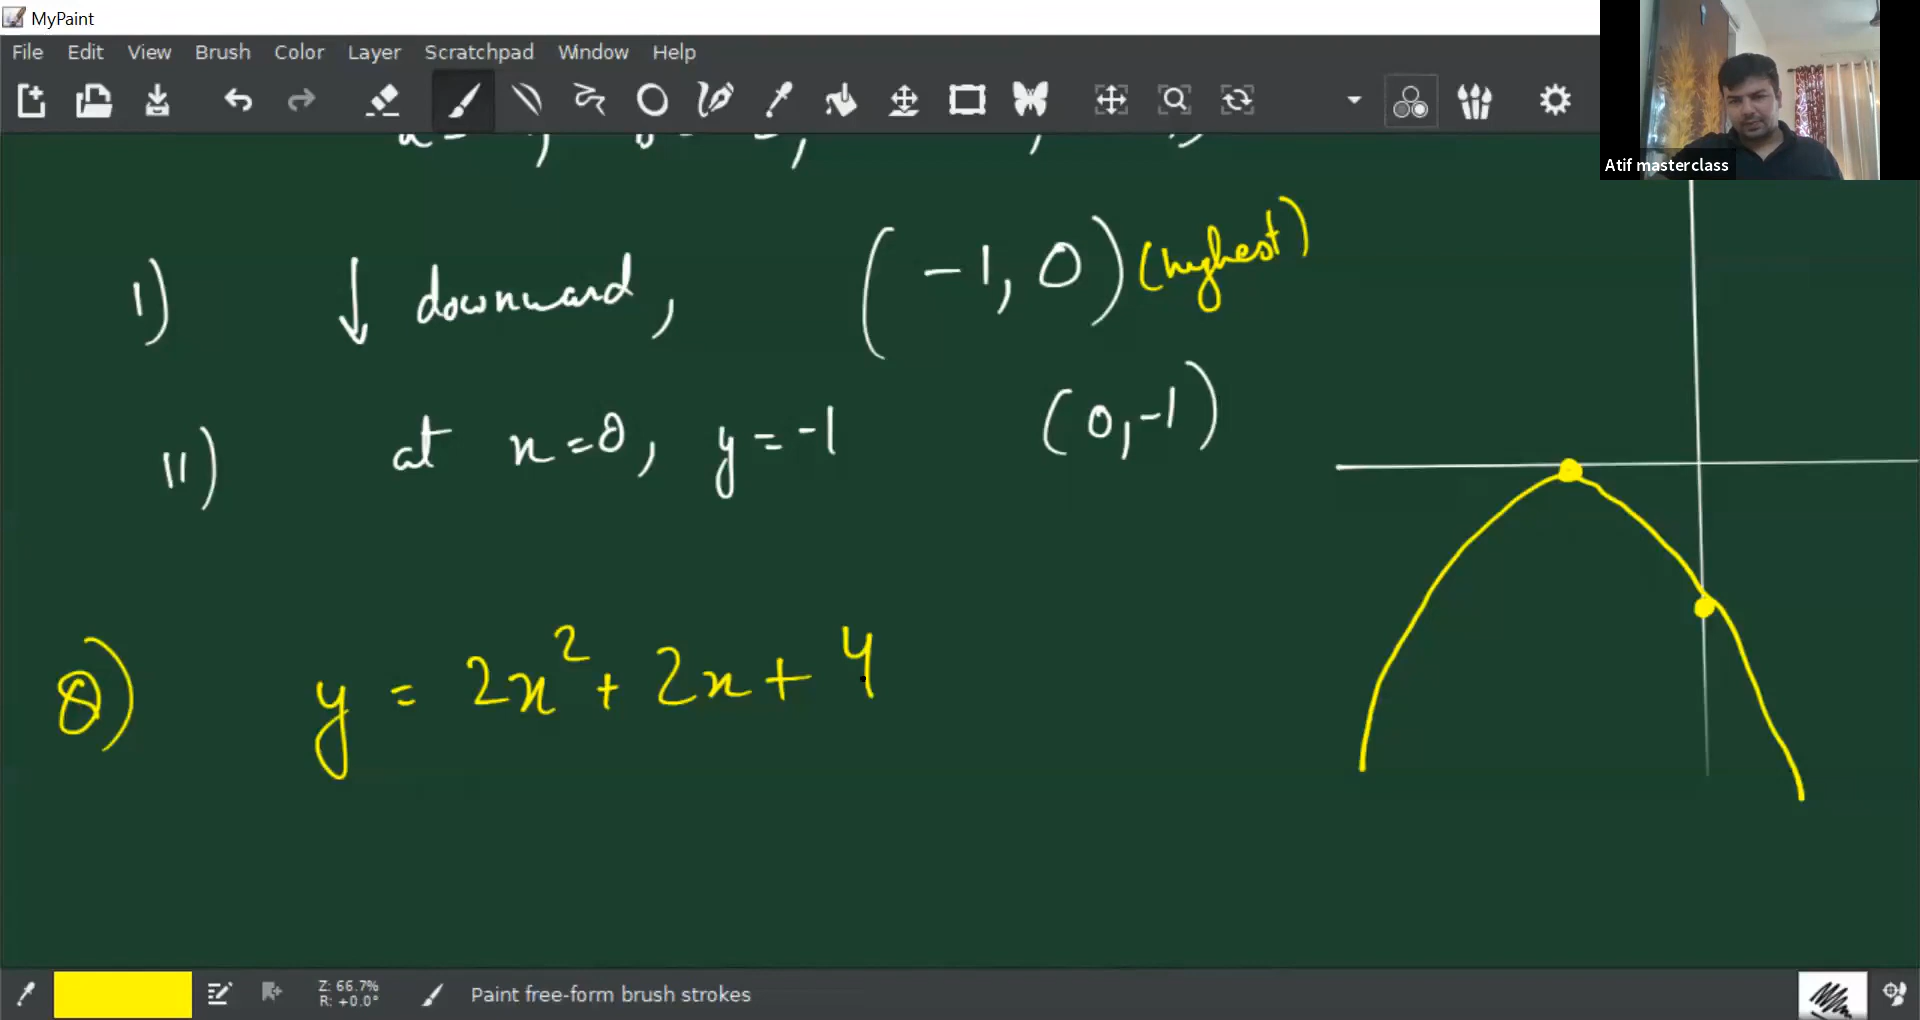 MyPaint
File Edit View Brush Color Layer Scratchpad Window Help
Atif masterclass
I) ↓ downward, (-1, 0) (highest)
II) at x=0, y=-1 (0,-1)
Q) y = 2x² + 2x + 4
Z: 66.7%
R: +0.0°
Paint free-form brush strokes